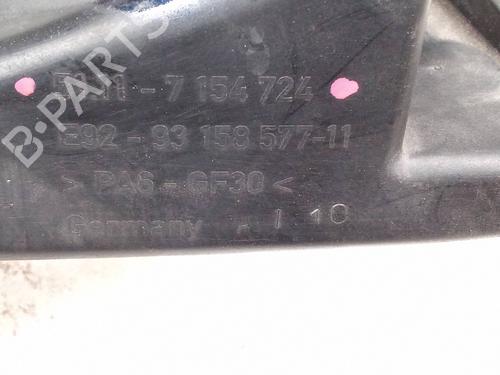 - 7 154 724
E92 - 93 158 577-11
> PA6 - GF30 <
Germany 1 10
B-PARTS